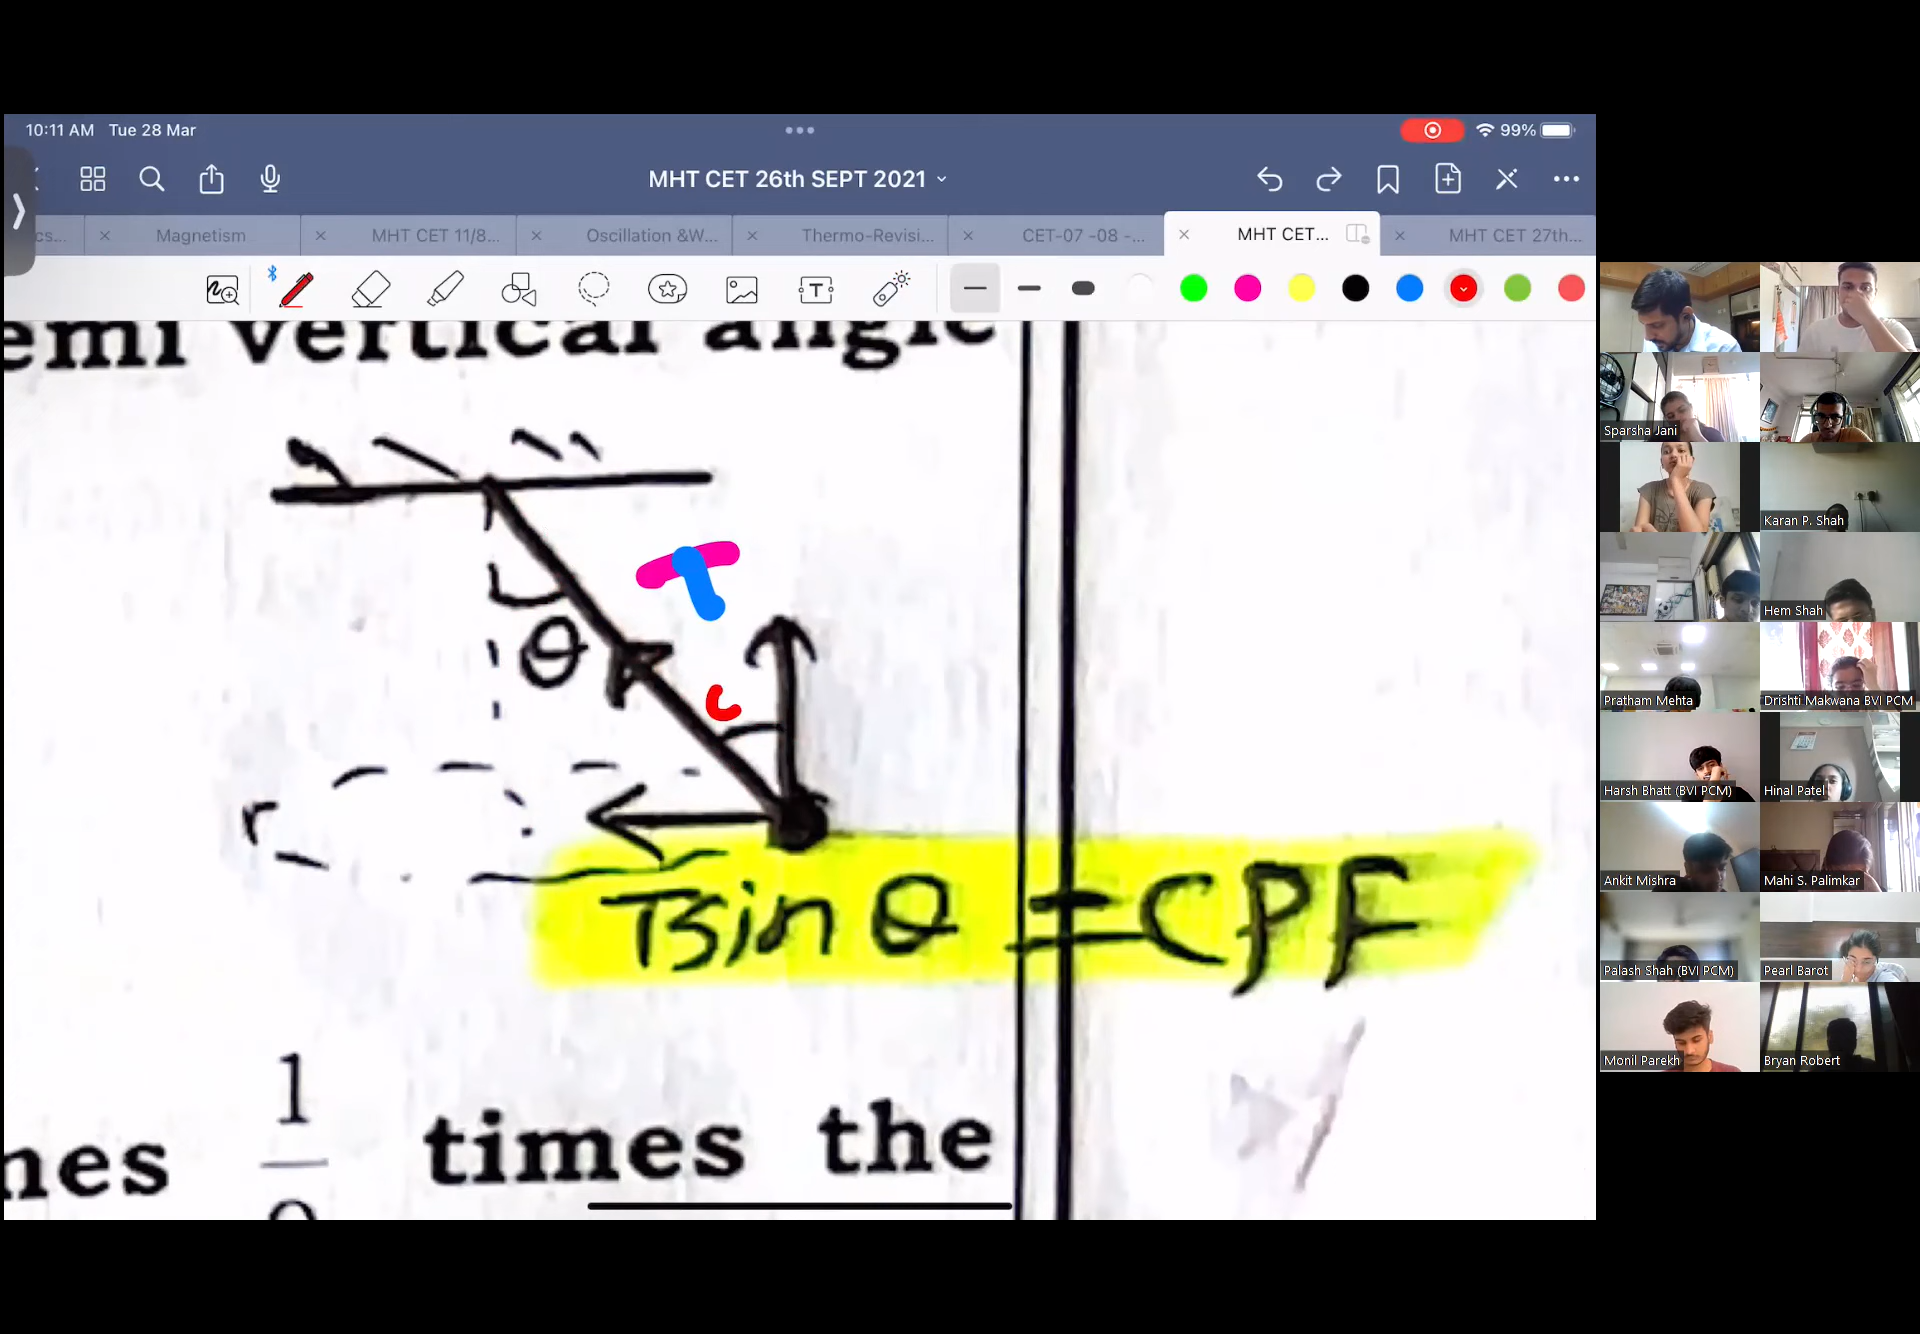 10:11 AM Tue 28 Mar
99%
MHT CET 26th SEPT 2021
cs... Magnetism MHT CET 11/8... Oscillation &W... Thermo-Revisi... CET-07 -08 -... MHT CET... MHT CET 27th...
T
emi vertical angle
T
θ
Tsin θ = CPF
nes 1 times the
Sparsha Jani
Karan P. Shah
Hem Shah
Pratham Mehta
Drishti Makwana BVI PCM
Harsh Bhatt (BVI PCM)
Hinal Patel
Ankit Mishra
Mahi S. Palimkar
Palash Shah (BVI PCM)
Pearl Barot
Monil Parekh
Bryan Robert